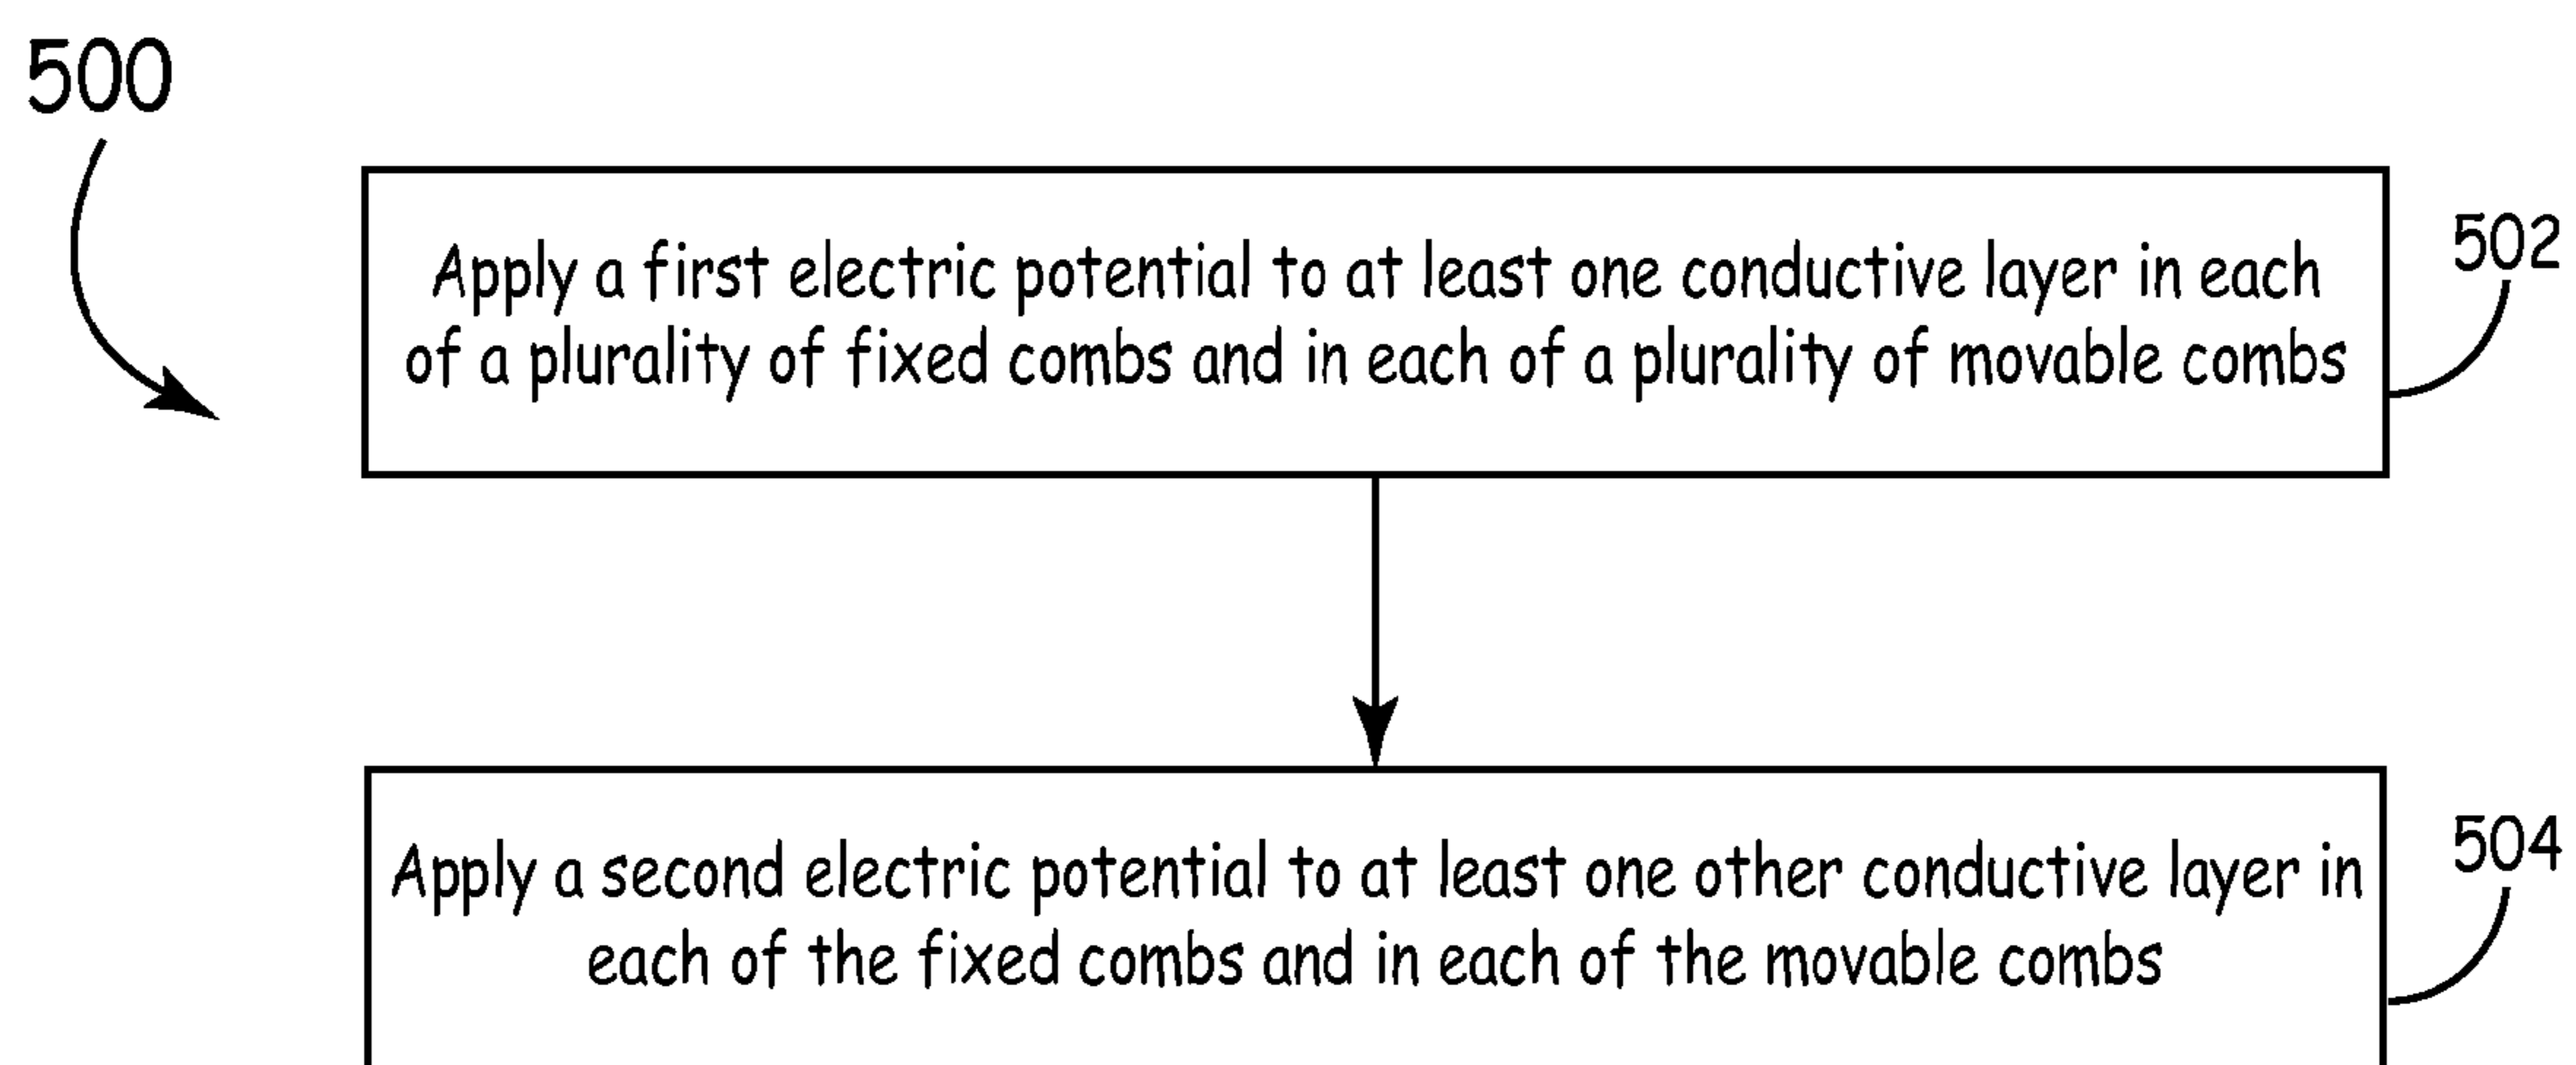 500
Apply a first electric potential to at least one conductive layer in each
of a plurality of fixed combs and in each of a plurality of movable combs
502
Apply a second electric potential to at least one other conductive layer in
each of the fixed combs and in each of the movable combs
504